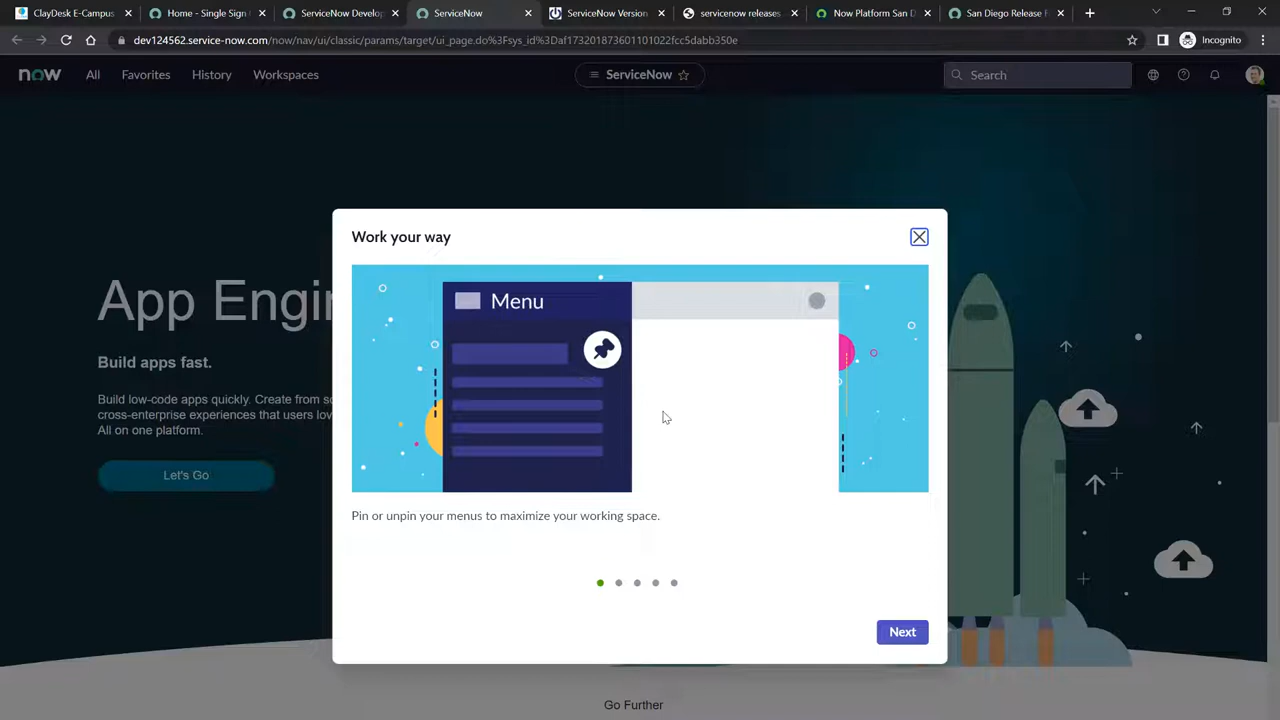 ClayDesk E-Campus
Home - Single Sign
ServiceNow Develop
ServiceNow
ServiceNow Version
servicenow releases
Now Platform San D
San Diego Release
dev124562.service-now.com/now/nav/ui/classic/params/target/ui_page.do%3Fsys_id%3Daf173201873601101022fcc5dabb350e
Incognito
now
All
Favorites
History
Workspaces
ServiceNow
Search
Work your way
Menu
App Engin
Build apps fast.
Build low-code apps quickly. Create from sc
cross-enterprise experiences that users lov
All on one platform.
Let's Go
Pin or unpin your menus to maximize your working space.
Next
Go Further